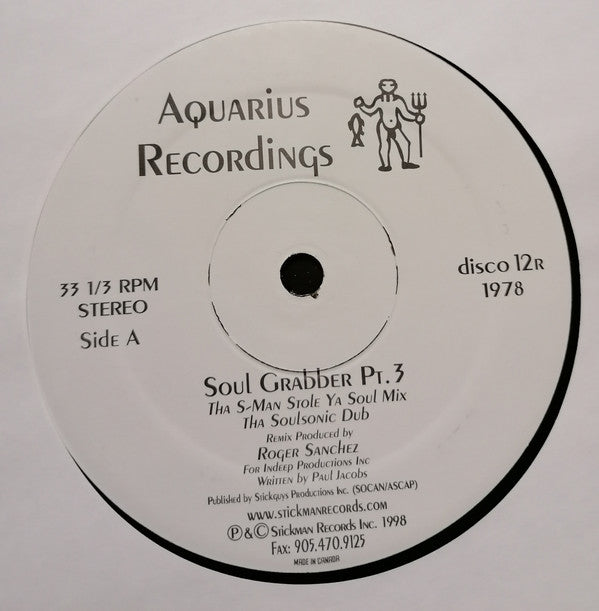 Aquarius
Recordings
33 1/3 RPM
STEREO
Side A
disco 12R
1978
Soul Grabber Pt. 3
Tha S-Man Stole Ya Soul Mix
Tha Soulsonic Dub
Remix Produced by
Roger Sanchez
For Indeep Productions Inc
Written by Paul Jacobs
Published by Stickguys Productions Inc. (SOCAN/ASCAP)
www.stickmanrecords.com
℗ & © Stickman Records Inc. 1998
Fax: 905.470.9125
MADE IN CANADA